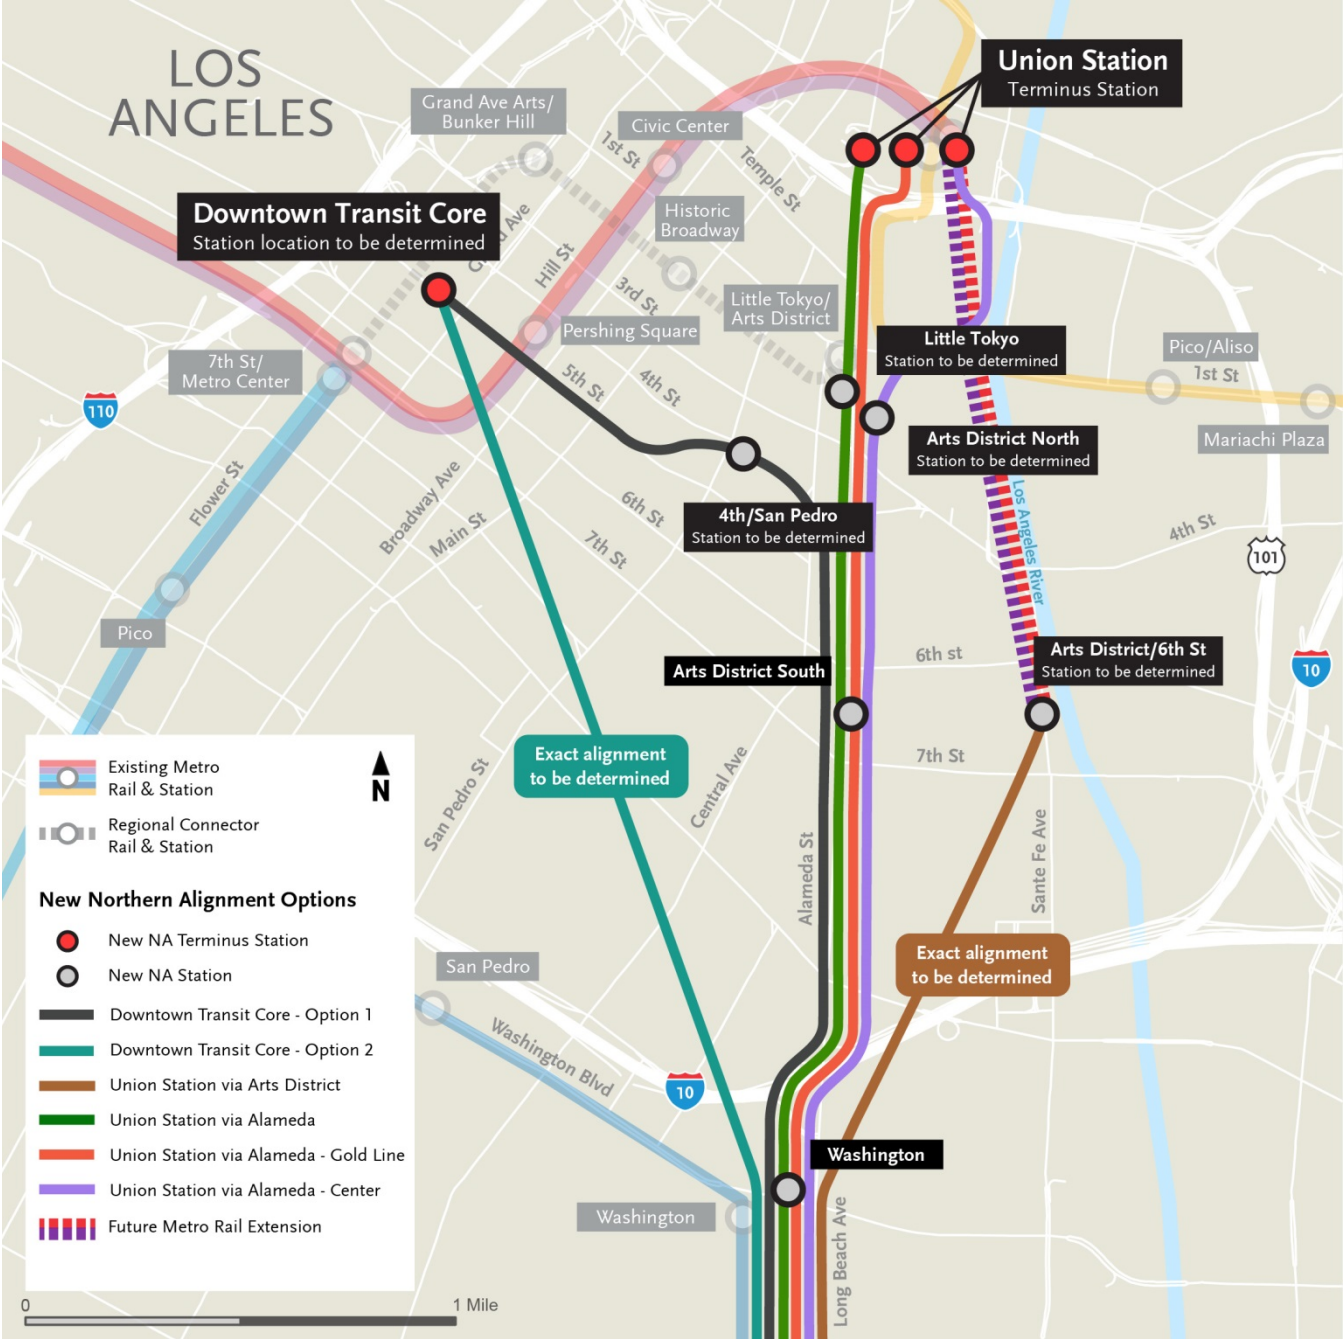 LOS
ANGELES
Union Station
Terminus Station
Grand Ave Arts/
Bunker Hill
Civic Center
1st St
Temple St
Downtown Transit Core
Station location to be determined
Ave
Historic
Broadway
Hill St
3rd St
Little Tokyo/
Arts District
Pershing Square
7th St/
Metro Center
110
5th St
4th St
Little Tokyo
Station to be determined
Pico/Aliso
1st St
Mariachi Plaza
Arts District North
Station to be determined
Flower St
Broadway Ave
Main St
6th St
7th St
4th/San Pedro
Station to be determined
Los Angeles River
4th St
101
Pico
Arts District South
6th st
Arts District/6th St
Station to be determined
10
Exact alignment
to be determined
7th St
San Pedro St
Central Ave
Alameda St
Sante Fe Ave
Existing Metro
Rail & Station
N
Regional Connector
Rail & Station
New Northern Alignment Options
New NA Terminus Station
New NA Station
Downtown Transit Core - Option 1
Downtown Transit Core - Option 2
Union Station via Arts District
Union Station via Alameda
Union Station via Alameda - Gold Line
Union Station via Alameda - Center
Future Metro Rail Extension
San Pedro
Washington Blvd
Exact alignment
to be determined
10
Washington
Washington
Long Beach Ave
0
1 Mile